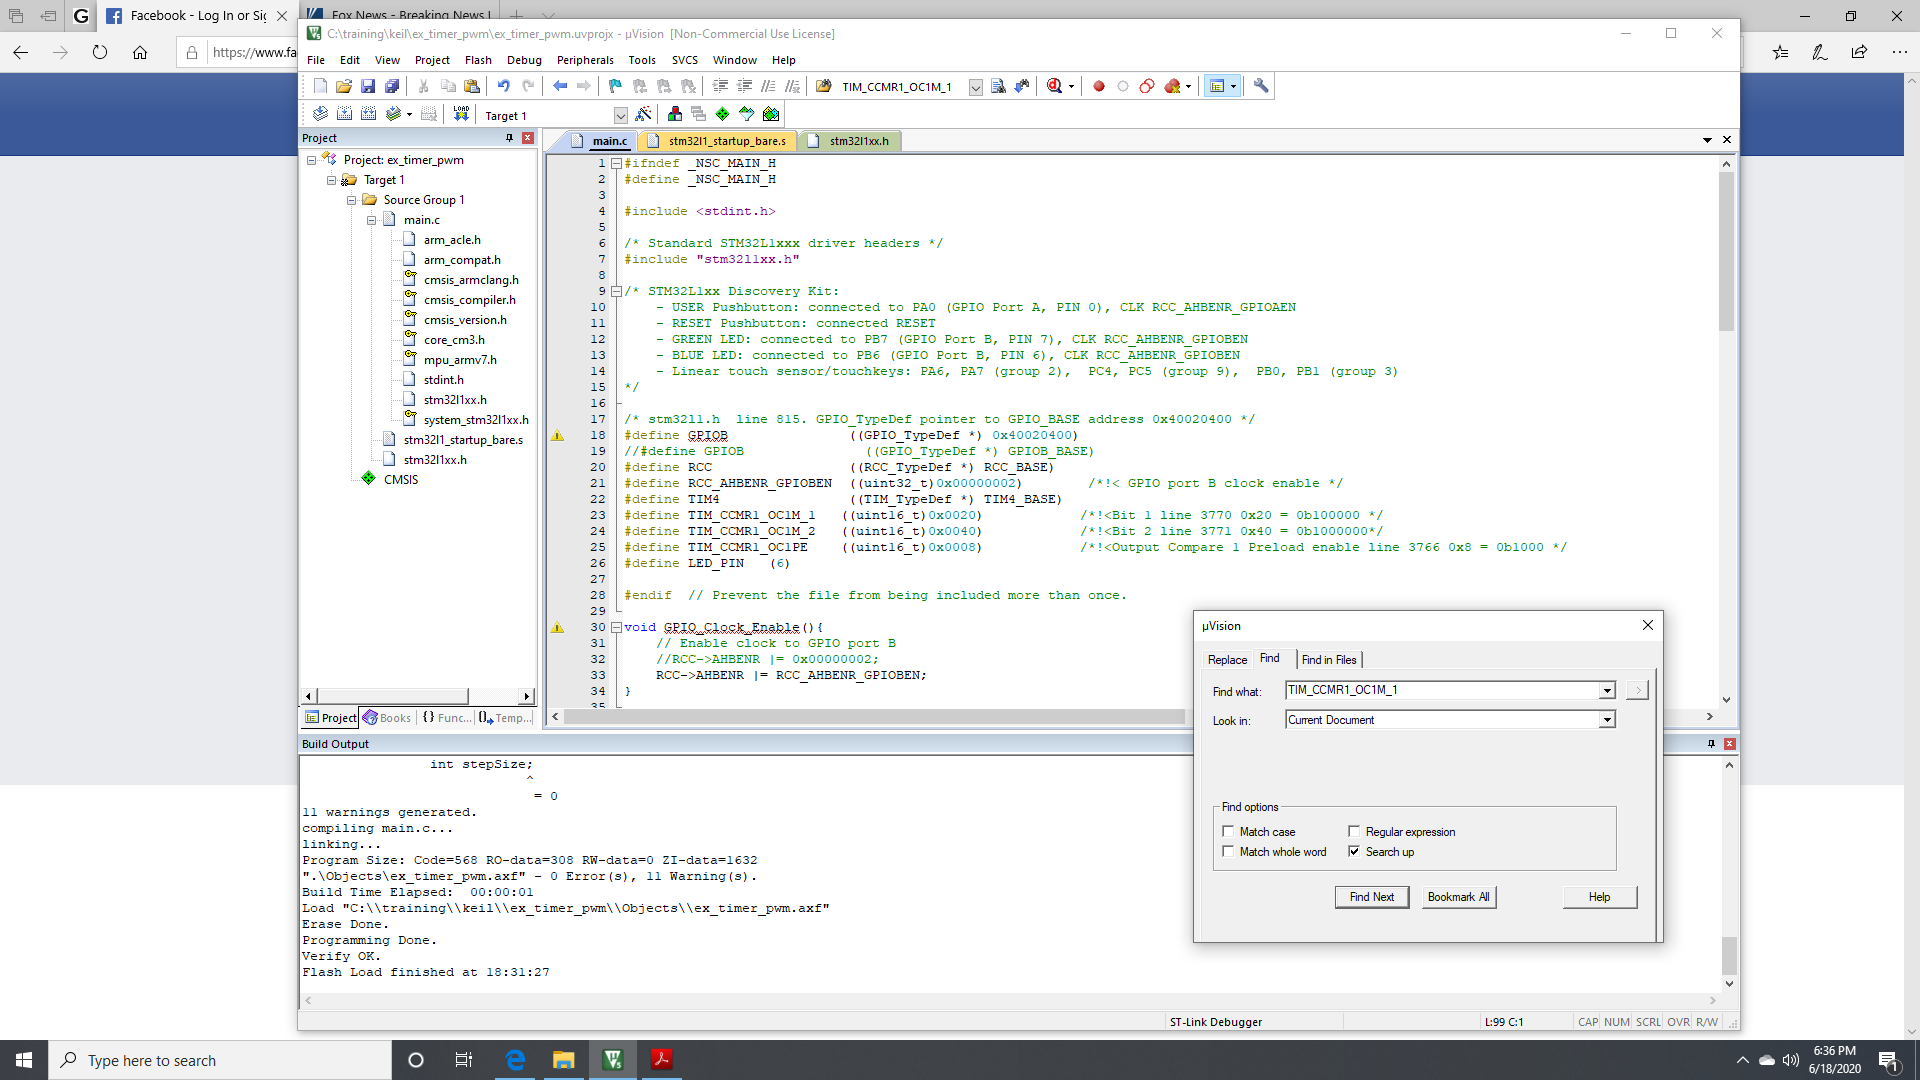 Facebook - Log In or Si
Fox News - Breaking News
https://www.fa
C:\training\keil\ex_timer_pwm\ex_timer_pwm.uvprojx - µVision [Non-Commercial Use License]
File Edit View Project Flash Debug Peripherals Tools SVCS Window Help
TIM_CCMR1_OC1M_1
LOAD
Target 1
Project
Project: ex_timer_pwm
Target 1
Source Group 1
main.c
arm_acle.h
arm_compat.h
cmsis_armclang.h
cmsis_compiler.h
cmsis_version.h
core_cm3.h
mpu_armv7.h
stdint.h
stm32l1xx.h
system_stm32l1xx.h
stm32l1_startup_bare.s
stm32l1xx.h
CMSIS
Project Books Func... Temp...
main.c stm32l1_startup_bare.s stm32l1xx.h
1 #ifndef _NSC_MAIN_H
2 #define _NSC_MAIN_H
3
4 #include <stdint.h>
5
6 /* Standard STM32L1xxx driver headers */
7 #include "stm32l1xx.h"
8
9 /* STM32L1xx Discovery Kit:
10 - USER Pushbutton: connected to PA0 (GPIO Port A, PIN 0), CLK RCC_AHBENR_GPIOAEN
11 - RESET Pushbutton: connected RESET
12 - GREEN LED: connected to PB7 (GPIO Port B, PIN 7), CLK RCC_AHBENR_GPIOBEN
13 - BLUE LED: connected to PB6 (GPIO Port B, PIN 6), CLK RCC_AHBENR_GPIOBEN
14 - Linear touch sensor/touchkeys: PA6, PA7 (group 2), PC4, PC5 (group 9), PB0, PB1 (group 3)
15 */
16
17 /* stm32l1.h line 815. GPIO_TypeDef pointer to GPIO_BASE address 0x40020400 */
18 #define GPIOB ((GPIO_TypeDef *) 0x40020400)
19 //#define GPIOB ((GPIO_TypeDef *) GPIOB_BASE)
20 #define RCC ((RCC_TypeDef *) RCC_BASE)
21 #define RCC_AHBENR_GPIOBEN ((uint32_t)0x00000002) /*!< GPIO port B clock enable */
22 #define TIM4 ((TIM_TypeDef *) TIM4_BASE)
23 #define TIM_CCMR1_OC1M_1 ((uint16_t)0x0020) /*!<Bit 1 line 3770 0x20 = 0b100000 */
24 #define TIM_CCMR1_OC1M_2 ((uint16_t)0x0040) /*!<Bit 2 line 3771 0x40 = 0b1000000*/
25 #define TIM_CCMR1_OC1PE ((uint16_t)0x0008) /*!<Output Compare 1 Preload enable line 3766 0x8 = 0b1000 */
26 #define LED_PIN (6)
27
28 #endif // Prevent the file from being included more than once.
29
30 void GPIO_Clock_Enable(){
31 // Enable clock to GPIO port B
32 //RCC->AHBENR |= 0x00000002;
33 RCC->AHBENR |= RCC_AHBENR_GPIOBEN;
34 }
35
µVision
Replace Find Find in Files
Find what: TIM_CCMR1_OC1M_1
Look in: Current Document
Find options
Match case Regular expression
Match whole word Search up
Find Next Bookmark All Help
Build Output
int stepSize;
^
= 0
11 warnings generated.
compiling main.c...
linking...
Program Size: Code=568 RO-data=308 RW-data=0 ZI-data=1632
".\Objects\ex_timer_pwm.axf" - 0 Error(s), 11 Warning(s).
Build Time Elapsed: 00:00:01
Load "C:\\training\\keil\\ex_timer_pwm\\Objects\\ex_timer_pwm.axf"
Erase Done.
Programming Done.
Verify OK.
Flash Load finished at 18:31:27
ST-Link Debugger L:99 C:1 CAP NUM SCRL OVR R/W
Type here to search
6:36 PM
6/18/2020
1